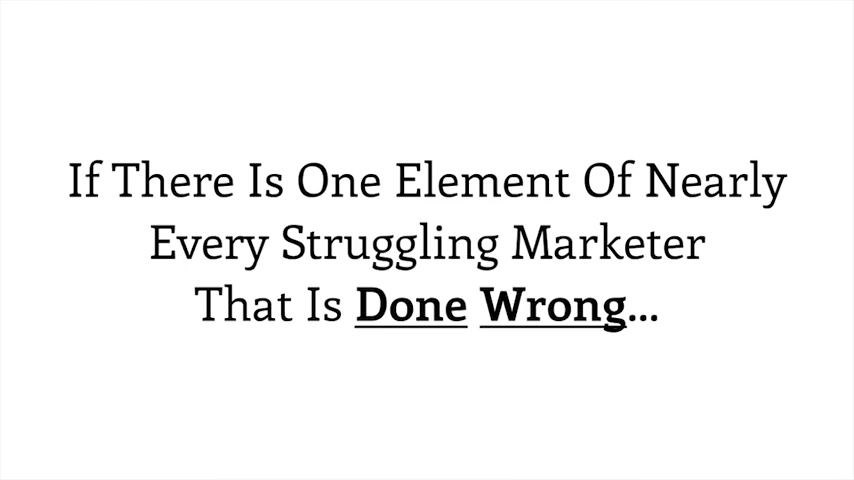 If There Is One Element Of Nearly
Every Struggling Marketer
That Is Done Wrong...